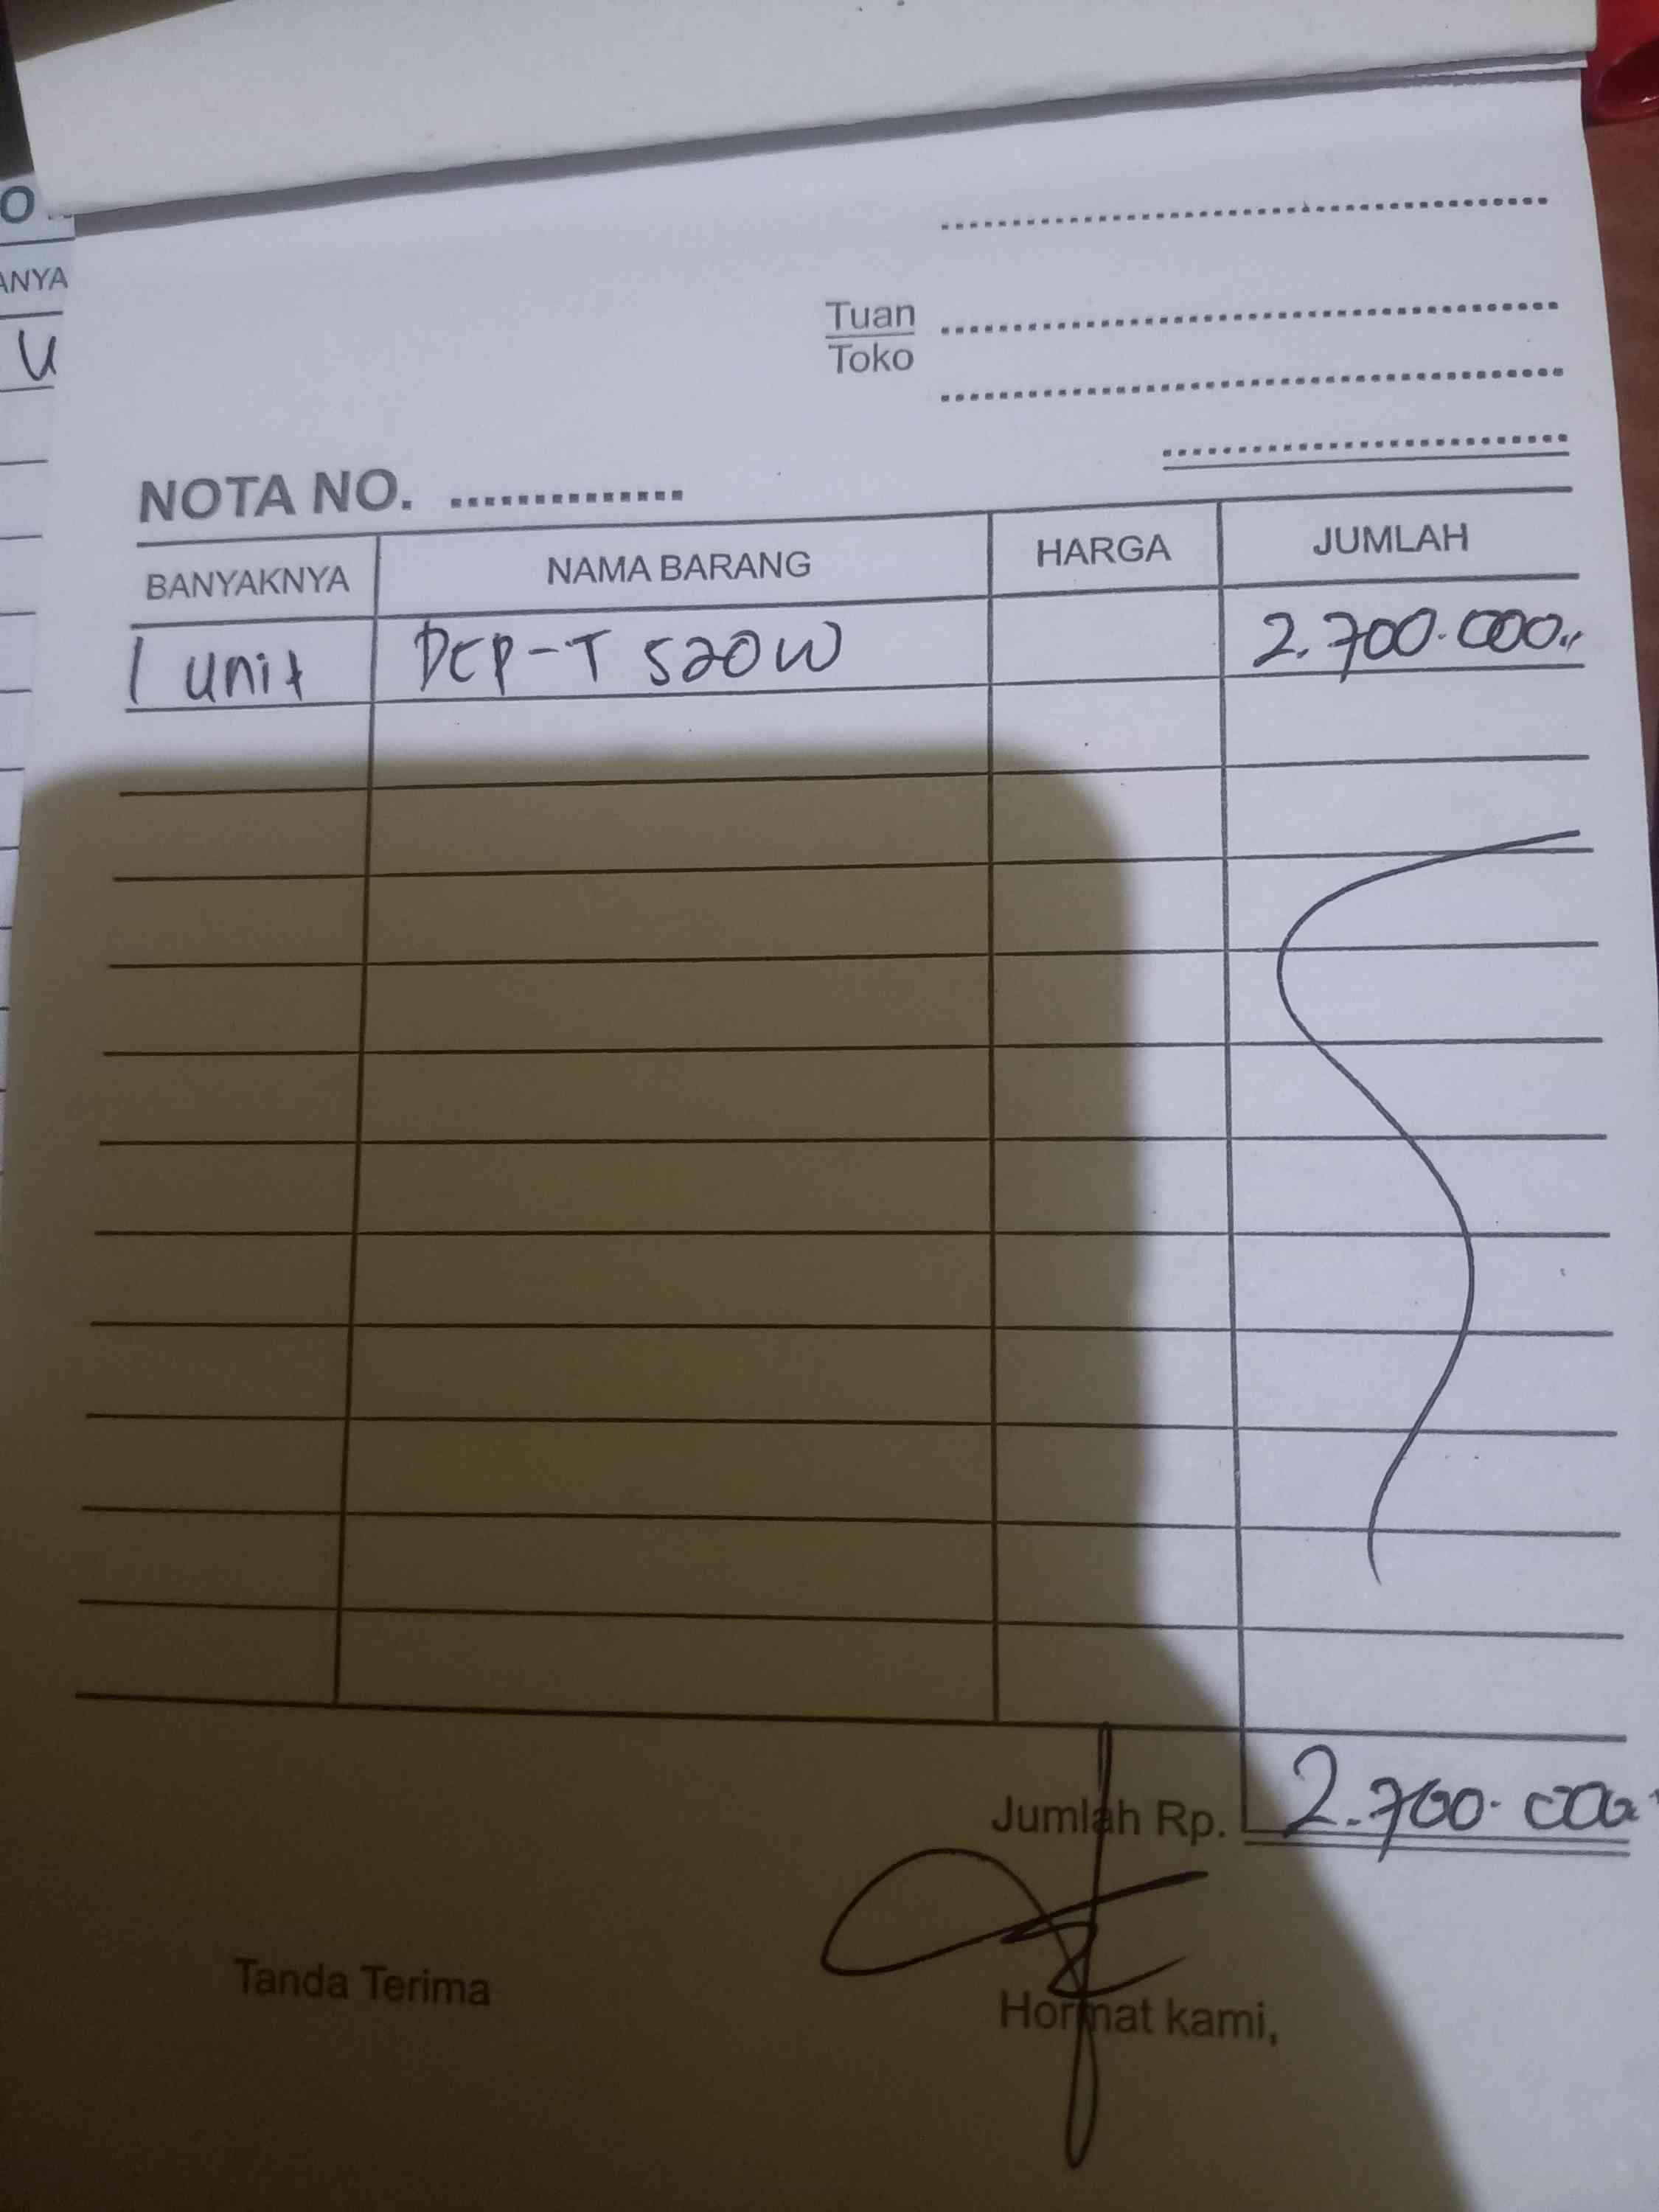 O
ANYA
U
Tuan
Toko
NOTA NO. ..............
BANYAKNYA NAMA BARANG HARGA JUMLAH
1 unit DCP-T 520W 2.700.000,,
Jumlah Rp. 2.700.000
Tanda Terima
Hormat kami,